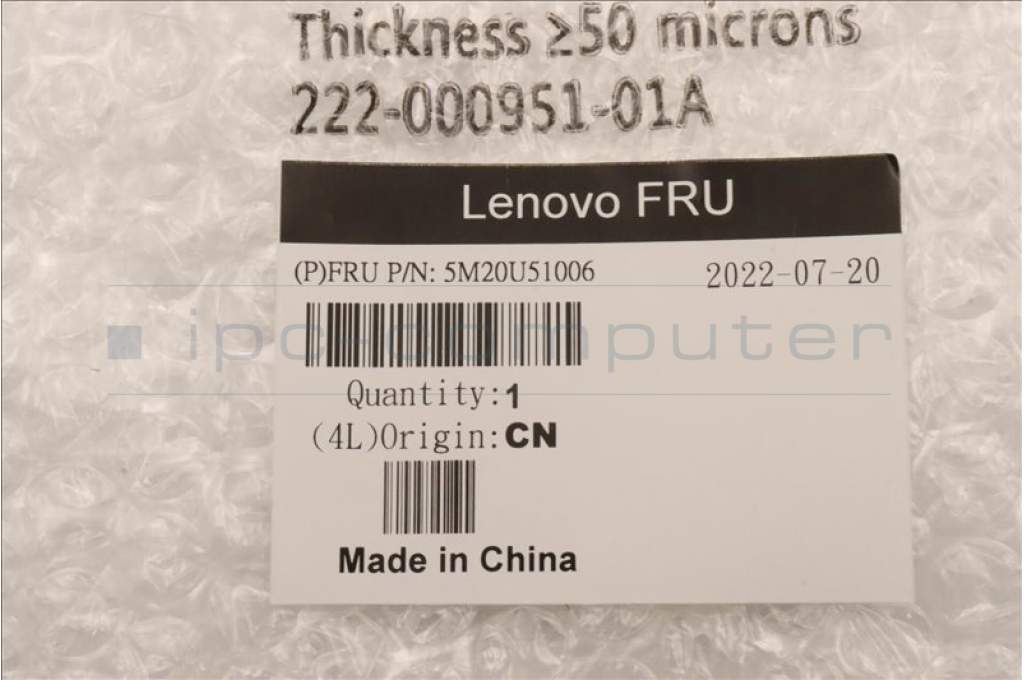 Thickness ≥50 microns
222-000951-01A
Lenovo FRU
(P)FRU P/N: 5M20U51006
2022-07-20
ipc-computer
Quantity:1
(4L)Origin:CN
Made in China